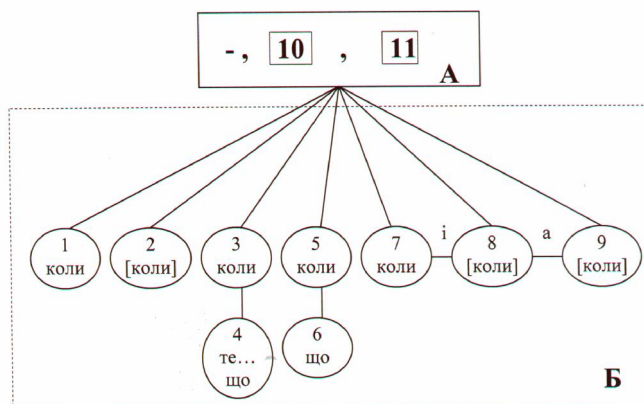 -, 10 , 11
А
і а
1 2 3 5 7 8 9
коли [коли] коли коли коли [коли] [коли]
4 6
те... що
що
Б